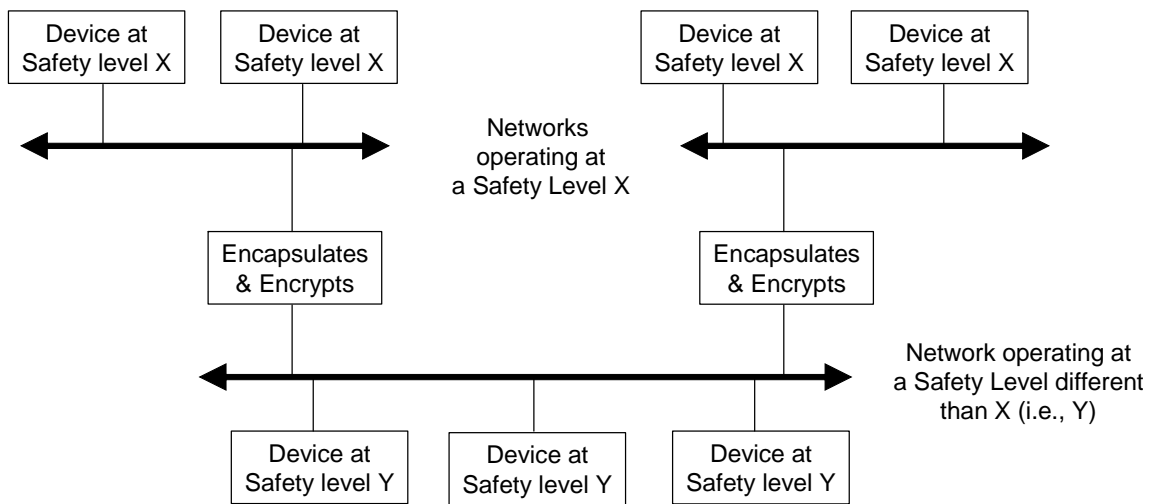 Device at
Safety level X
Device at
Safety level X
Device at
Safety level X
Device at
Safety level X
Networks
operating at
a Safety Level X
Encapsulates
& Encrypts
Encapsulates
& Encrypts
Network operating at
a Safety Level different
than X (i.e., Y)
Device at
Safety level Y
Device at
Safety level Y
Device at
Safety level Y